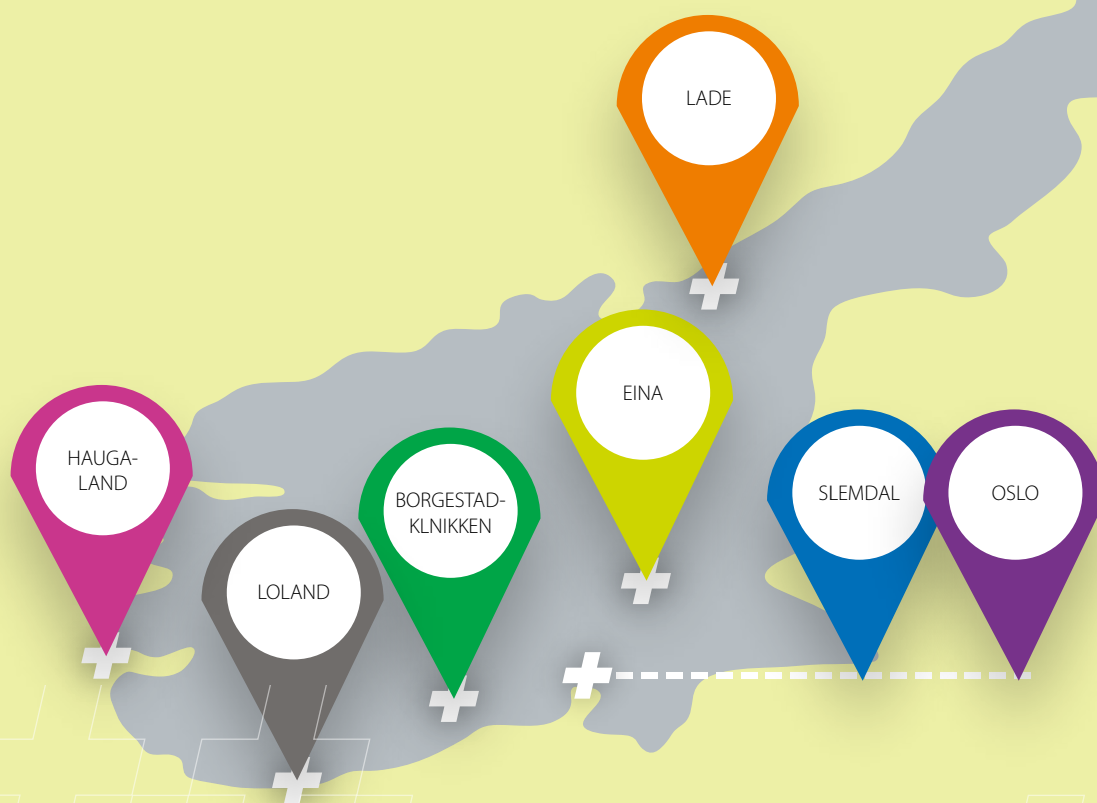 LADE
EINA
HAUGA-
LAND
BORGESTAD-
KLNIKKEN
SLEMDAL
OSLO
LOLAND